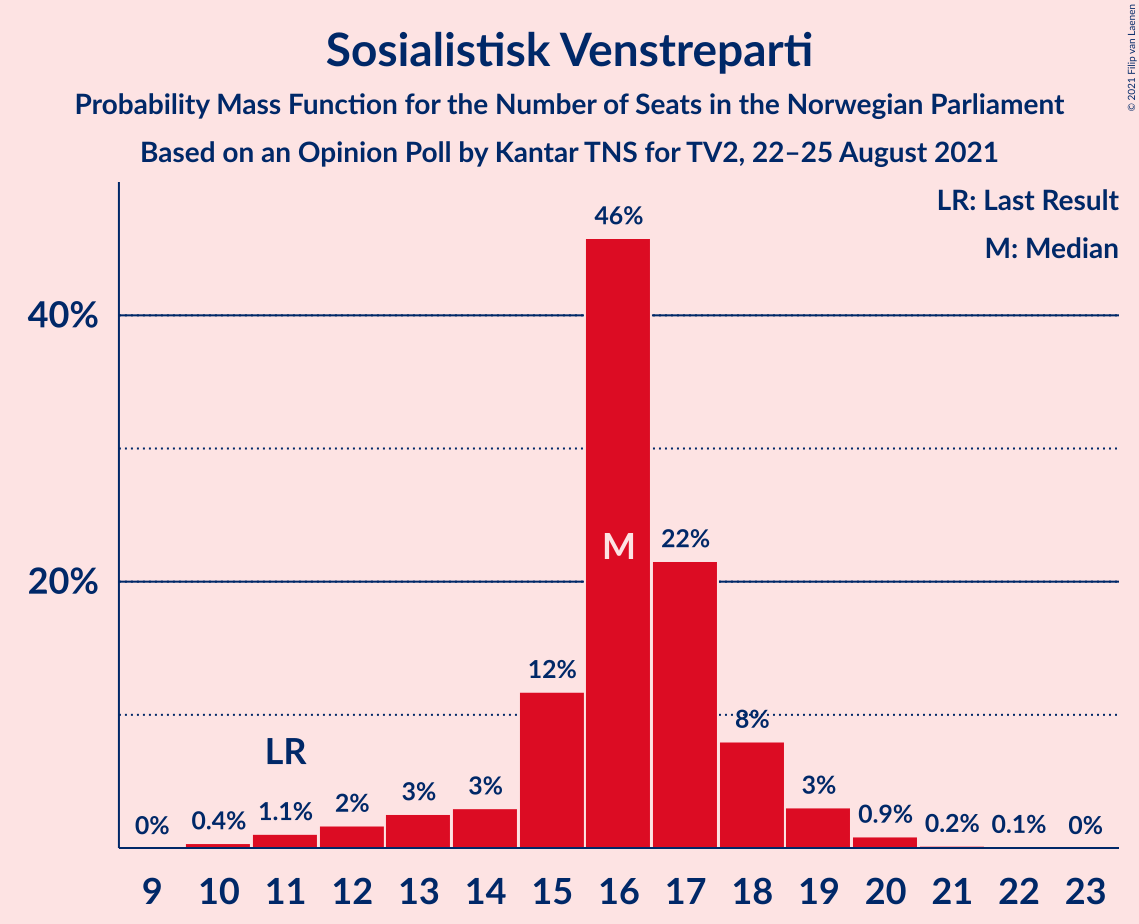 Sosialistisk Venstreparti
Probability Mass Function for the Number of Seats in the Norwegian Parliament
Based on an Opinion Poll by Kantar TNS for TV2, 22–25 August 2021
© 2021 Filip van Laenen
LR: Last Result
M: Median
40%
20%
0%
0.4%
1.1%
2%
3%
3%
12%
46%
22%
8%
3%
0.9%
0.2%
0.1%
0%
LR
M
9 10 11 12 13 14 15 16 17 18 19 20 21 22 23